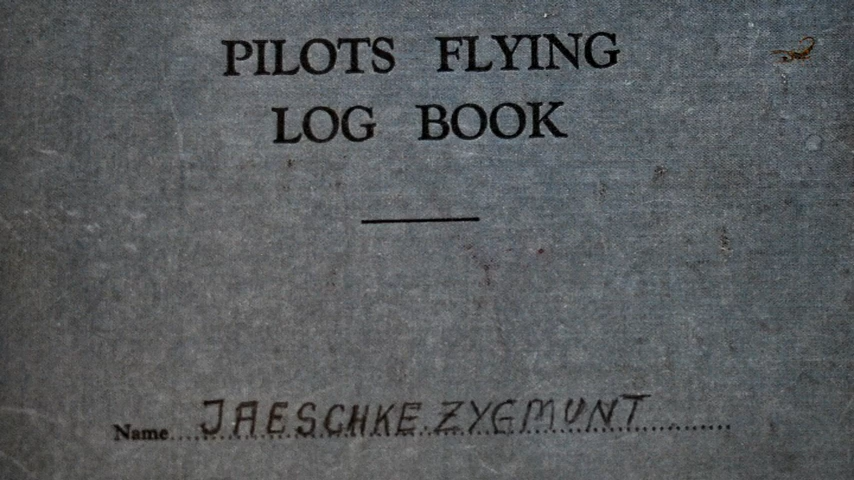 PILOTS FLYING
LOG BOOK
Name....JAESCHKE ZYGMUNT..........